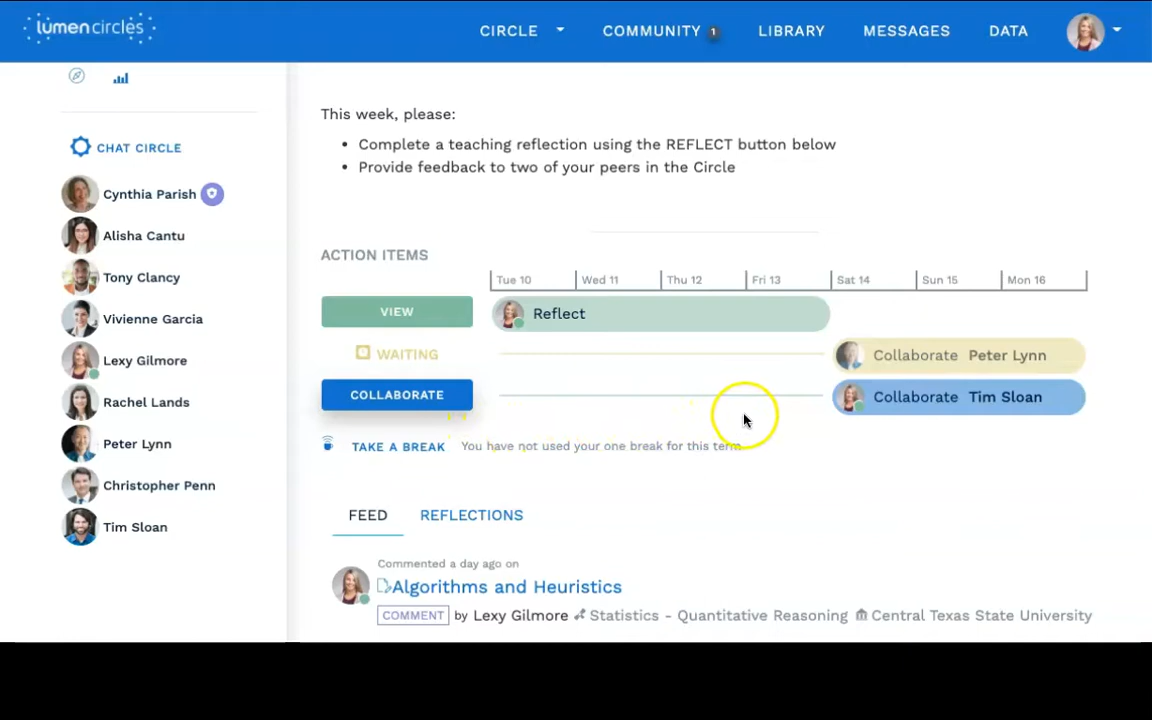 lumen circles
CIRCLE COMMUNITY 1 LIBRARY MESSAGES DATA
CHAT CIRCLE
Cynthia Parish
Alisha Cantu
Tony Clancy
Vivienne Garcia
Lexy Gilmore
Rachel Lands
Peter Lynn
Christopher Penn
Tim Sloan
This week, please:
• Complete a teaching reflection using the REFLECT button below
• Provide feedback to two of your peers in the Circle
ACTION ITEMS
Tue 10 Wed 11 Thu 12 Fri 13 Sat 14 Sun 15 Mon 16
VIEW Reflect
WAITING Collaborate Peter Lynn
COLLABORATE Collaborate Tim Sloan
TAKE A BREAK You have not used your one break for this term.
FEED REFLECTIONS
Commented a day ago on
Algorithms and Heuristics
COMMENT by Lexy Gilmore Statistics - Quantitative Reasoning Central Texas State University